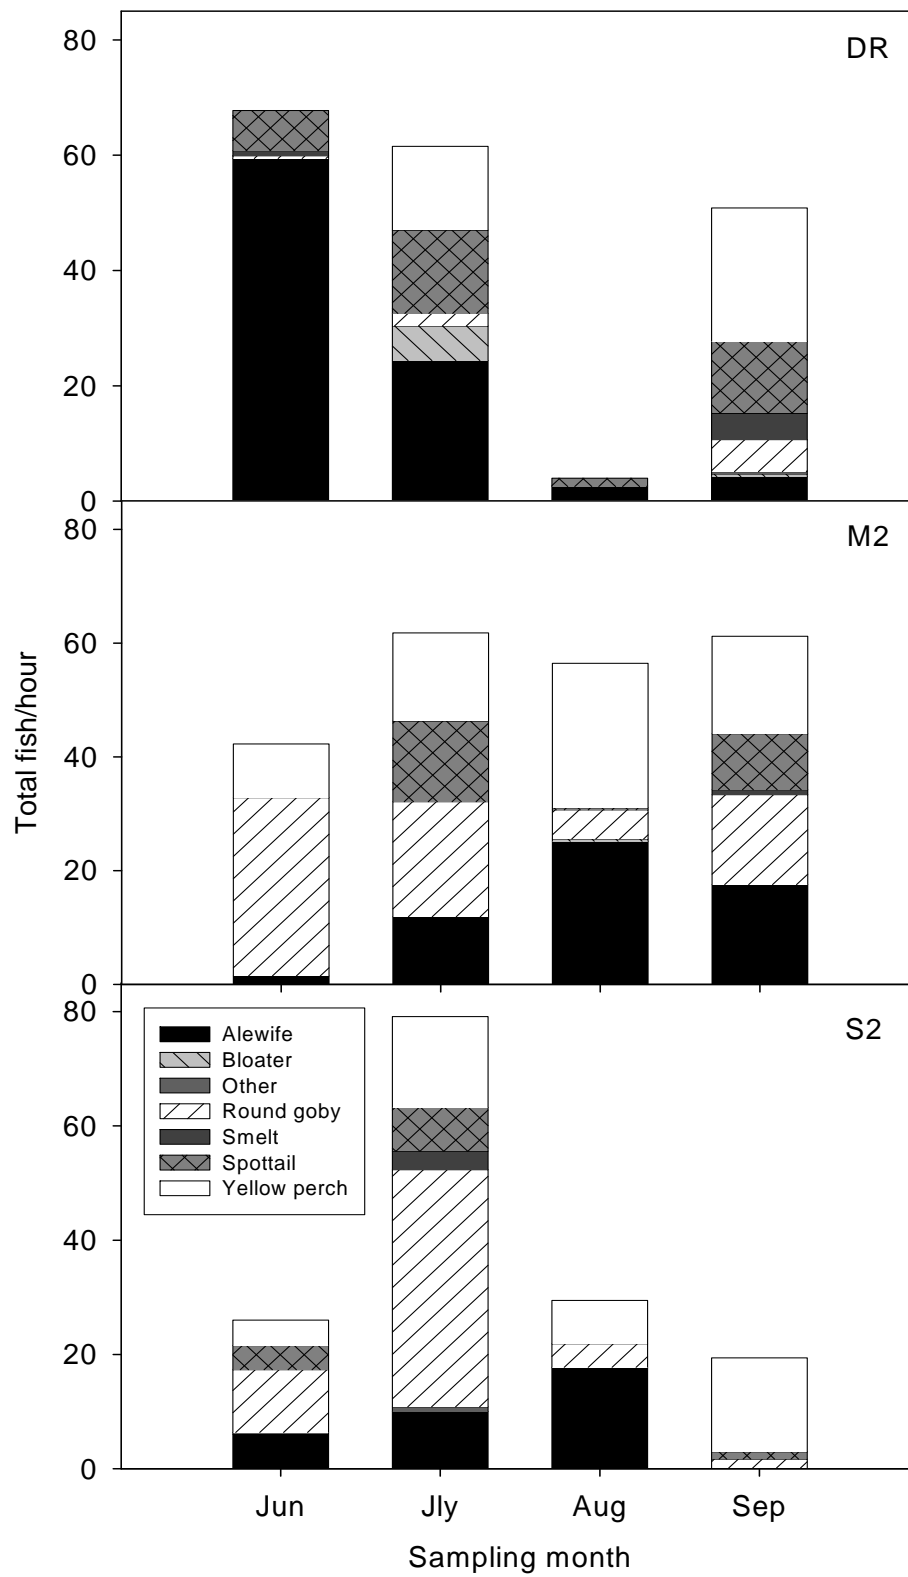 80
DR
60
40
20
0
80
M2
60
40
20
0
Total fish/hour
80
S2
60
40
20
0
Alewife
Bloater
Other
Round goby
Smelt
Spottail
Yellow perch
Jun Jly Aug Sep
Sampling month